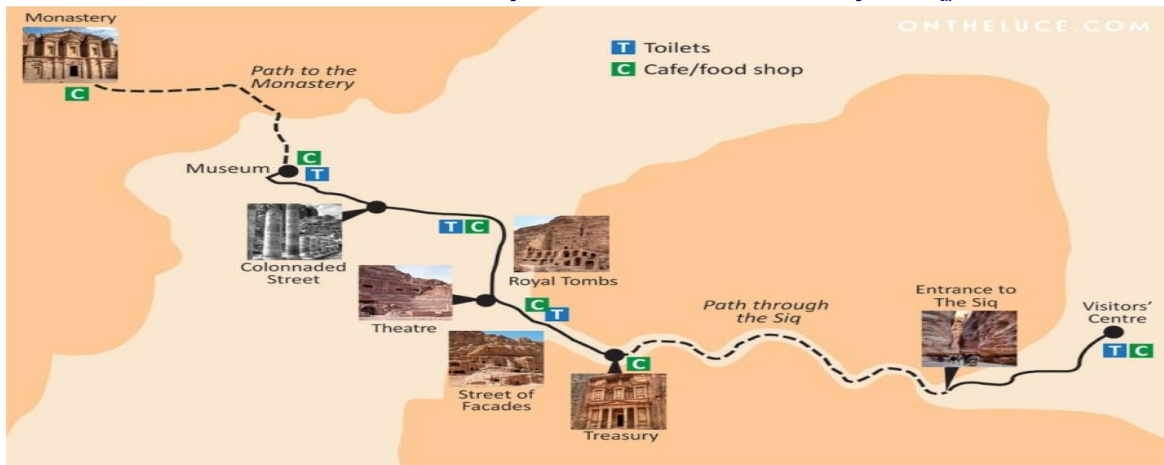 ONTHELUCE.COM
Monastery
T Toilets
C Cafe/food shop
Path to the
Monastery
C
C
Museum
T
T C
Colonnaded
Street
Royal Tombs
Theatre
C
T
Path through
the Siq
Entrance to
The Siq
Visitors'
Centre
T C
Street of
Facades
C
Treasury